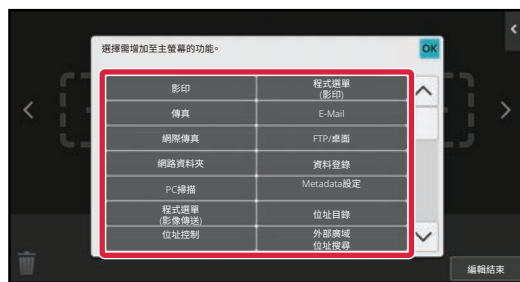 選擇需增加至主螢幕的功能。
OK
影印
程式選單
(影印)
傳真
E-Mail
網際傳真
FTP/桌面
網路資料夾
資料登錄
PC掃描
Metadata設定
程式選單
(影像傳送)
位址目錄
位址控制
外部廣域
位址搜尋
編輯結束